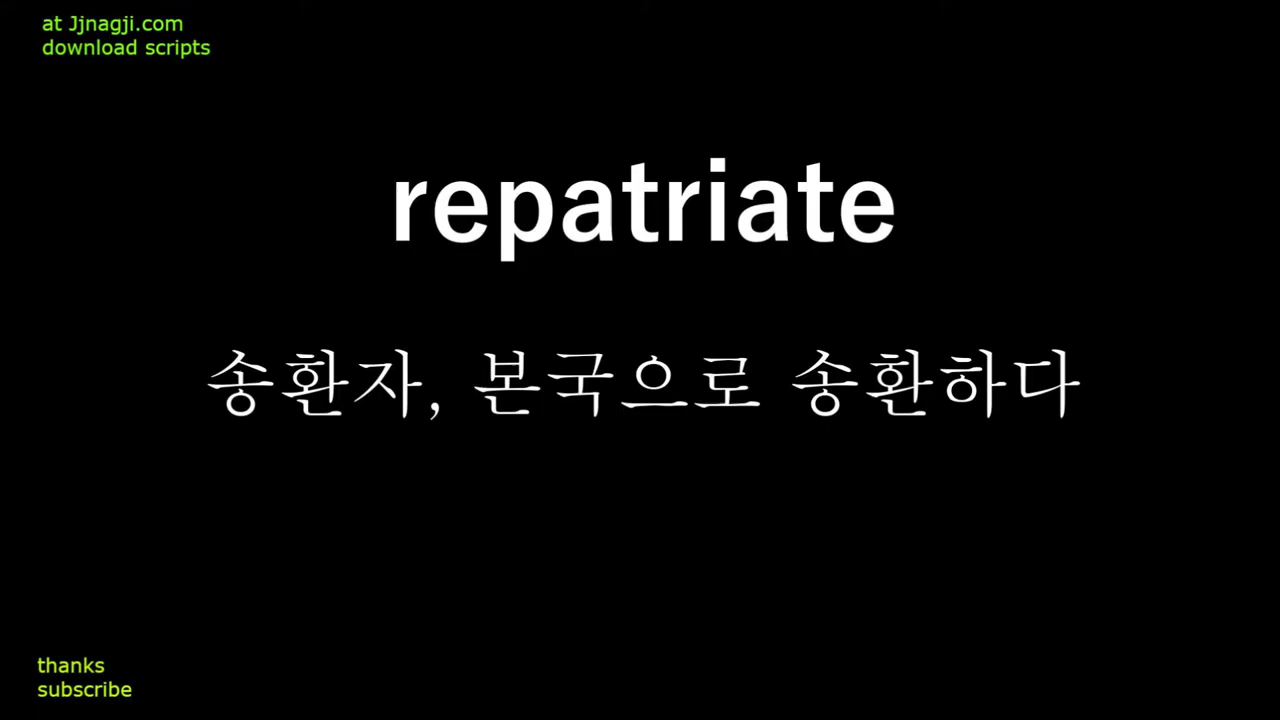 at Jjnagji.com
download scripts
repatriate
송환자, 본국으로 송환하다
thanks
subscribe